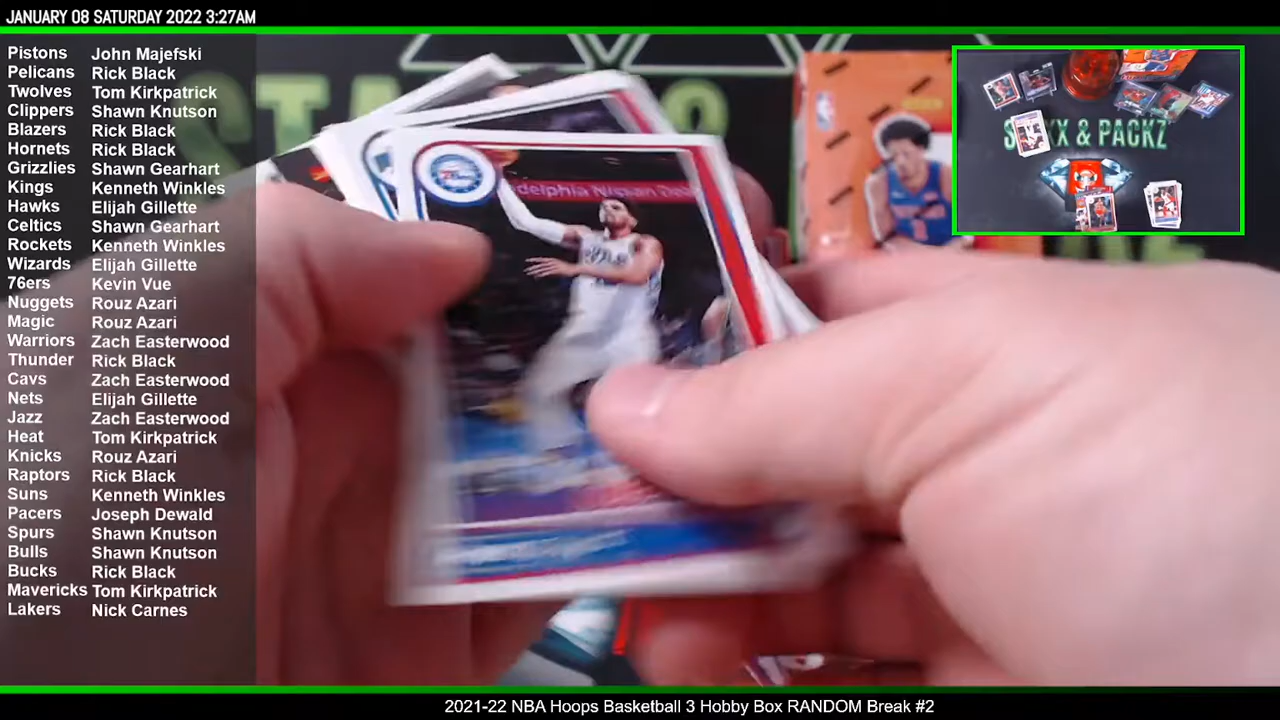 JANUARY 08 SATURDAY 2022 3:27AM
Pistons John Majefski
Pelicans Rick Black
Twolves Tom Kirkpatrick
Clippers Shawn Knutson
Blazers Rick Black
Hornets Rick Black
Grizzlies Shawn Gearhart
Kings Kenneth Winkles
Hawks Elijah Gillette
Celtics Shawn Gearhart
Rockets Kenneth Winkles
Wizards Elijah Gillette
76ers Kevin Vue
Nuggets Rouz Azari
Magic Rouz Azari
Warriors Zach Easterwood
Thunder Rick Black
Cavs Zach Easterwood
Nets Elijah Gillette
Jazz Zach Easterwood
Heat Tom Kirkpatrick
Knicks Rouz Azari
Raptors Rick Black
Suns Kenneth Winkles
Pacers Joseph Dewald
Spurs Shawn Knutson
Bulls Shawn Knutson
Bucks Rick Black
Mavericks Tom Kirkpatrick
Lakers Nick Carnes
adelphia Nissan
& PACKZ
2021-22 NBA Hoops Basketball 3 Hobby Box RANDOM Break #2